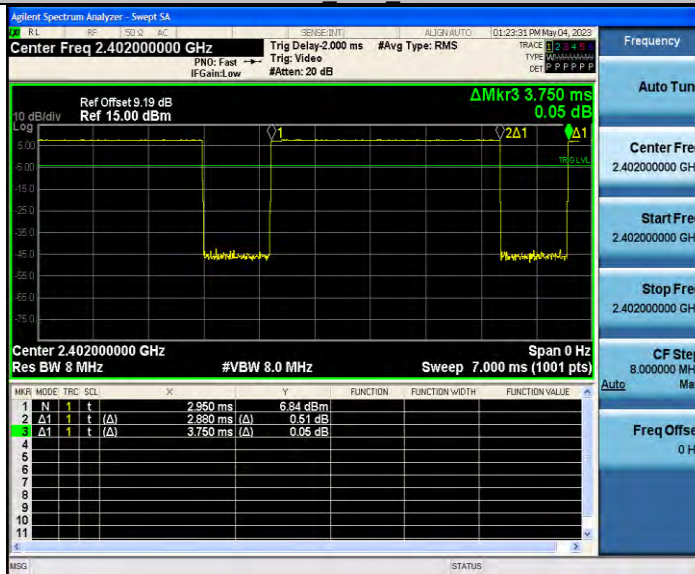 Agilent Spectrum Analyzer - Swept SA
RL RF 50 Ω AC SENSE:INT ALIGN AUTO 01:23:31 PM May 04, 2023
Center Freq 2.402000000 GHz
PNO: Fast
IFGain:Low
Trig Delay-2.000 ms
Trig: Video
#Atten: 20 dB
#Avg Type: RMS
TRACE 1 2 3 4 5 6
TYPE W
DET P P P P P P
Ref Offset 9.19 dB
10 dB/div Ref 15.00 dBm
ΔMkr3 3.750 ms
0.05 dB
Log
1 2Δ1 Δ1
5.00
TRIG LVL
-5.00
-15.0
-25.0
-35.0
-45.0
-55.0
-65.0
-75.0
Center 2.402000000 GHz Span 0 Hz
Res BW 8 MHz #VBW 8.0 MHz Sweep 7.000 ms (1001 pts)
MKR MODE TRC SCL X Y FUNCTION FUNCTION WIDTH FUNCTION VALUE
1 N 1 t 2.950 ms 6.84 dBm
2 Δ1 1 t (Δ) 2.880 ms (Δ) 0.51 dB
3 Δ1 1 t (Δ) 3.750 ms (Δ) 0.05 dB
4
5
6
7
8
9
10
11
MSG STATUS
Frequency
Auto Tun
Center Fre
2.402000000 GH
Start Fre
2.402000000 GH
Stop Fre
2.402000000 GH
CF Step
8.000000 MH
Auto Ma
Freq Offse
0 H